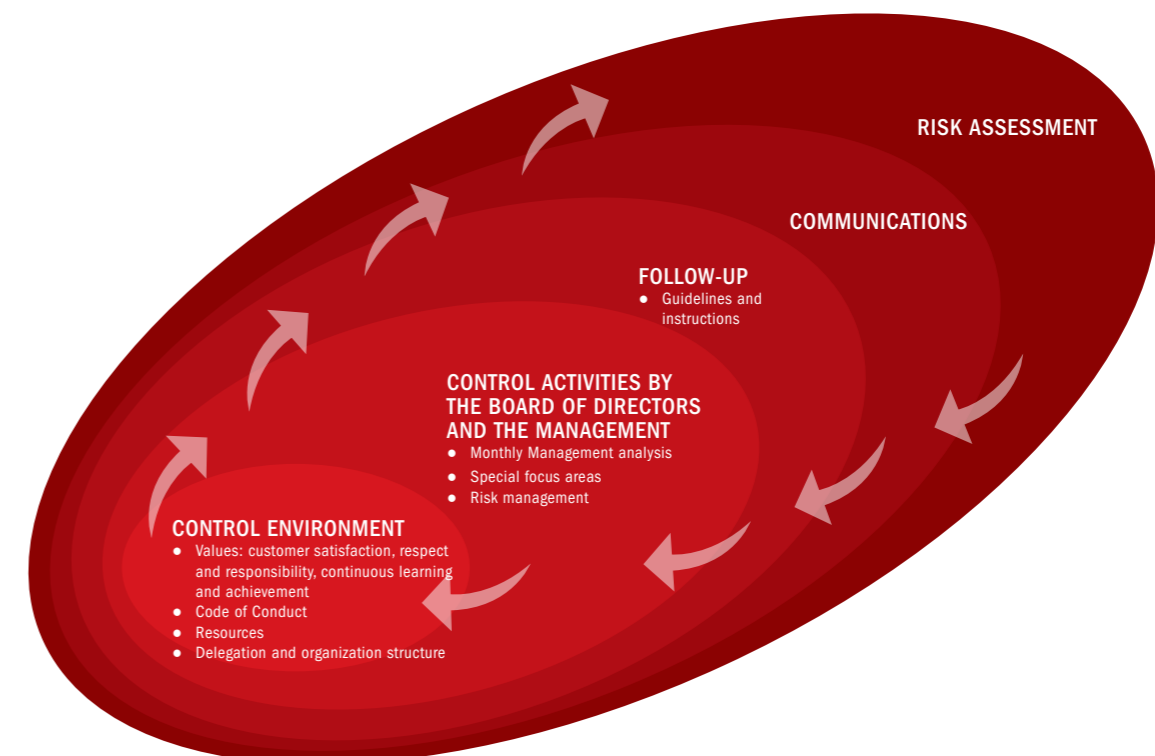 RISK ASSESSMENT
COMMUNICATIONS
FOLLOW-UP
● Guidelines and
instructions
CONTROL ACTIVITIES BY
THE BOARD OF DIRECTORS
AND THE MANAGEMENT
● Monthly Management analysis
● Special focus areas
● Risk management
CONTROL ENVIRONMENT
● Values: customer satisfaction, respect
and responsibility, continuous learning
and achievement
● Code of Conduct
● Resources
● Delegation and organization structure